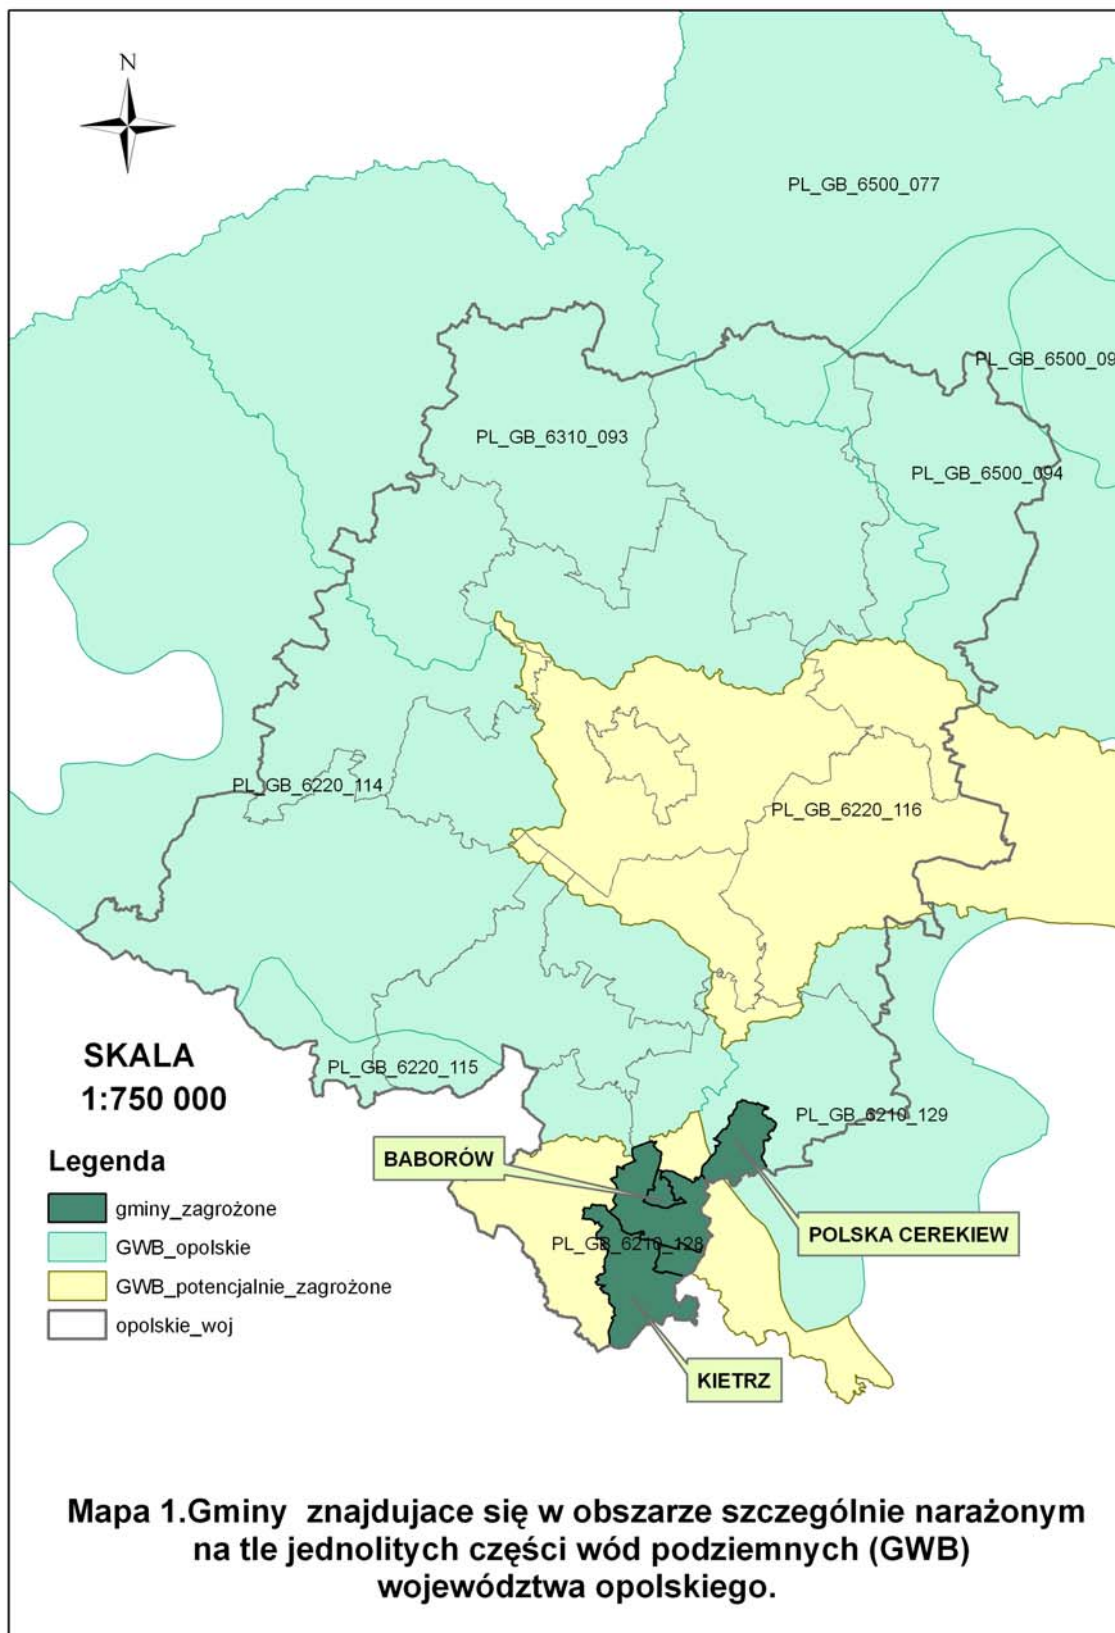 N
PL_GB_6500_077
PL_GB_6500_09
PL_GB_6310_093
PL_GB_6500_094
PL_GB_6220_114
PL_GB_6220_116
SKALA
1:750 000
PL_GB_6220_115
PL_GB_6210_129
Legenda
BABORÓW
gminy_zagrożone
GWB_opolskie
GWB_potencjalnie_zagrożone
opolskie_woj
PL_GB_6210_128
POLSKA CEREKIEW
KIETRZ
Mapa 1.Gminy znajdujace się w obszarze szczególnie narażonym
na tle jednolitych części wód podziemnych (GWB)
województwa opolskiego.